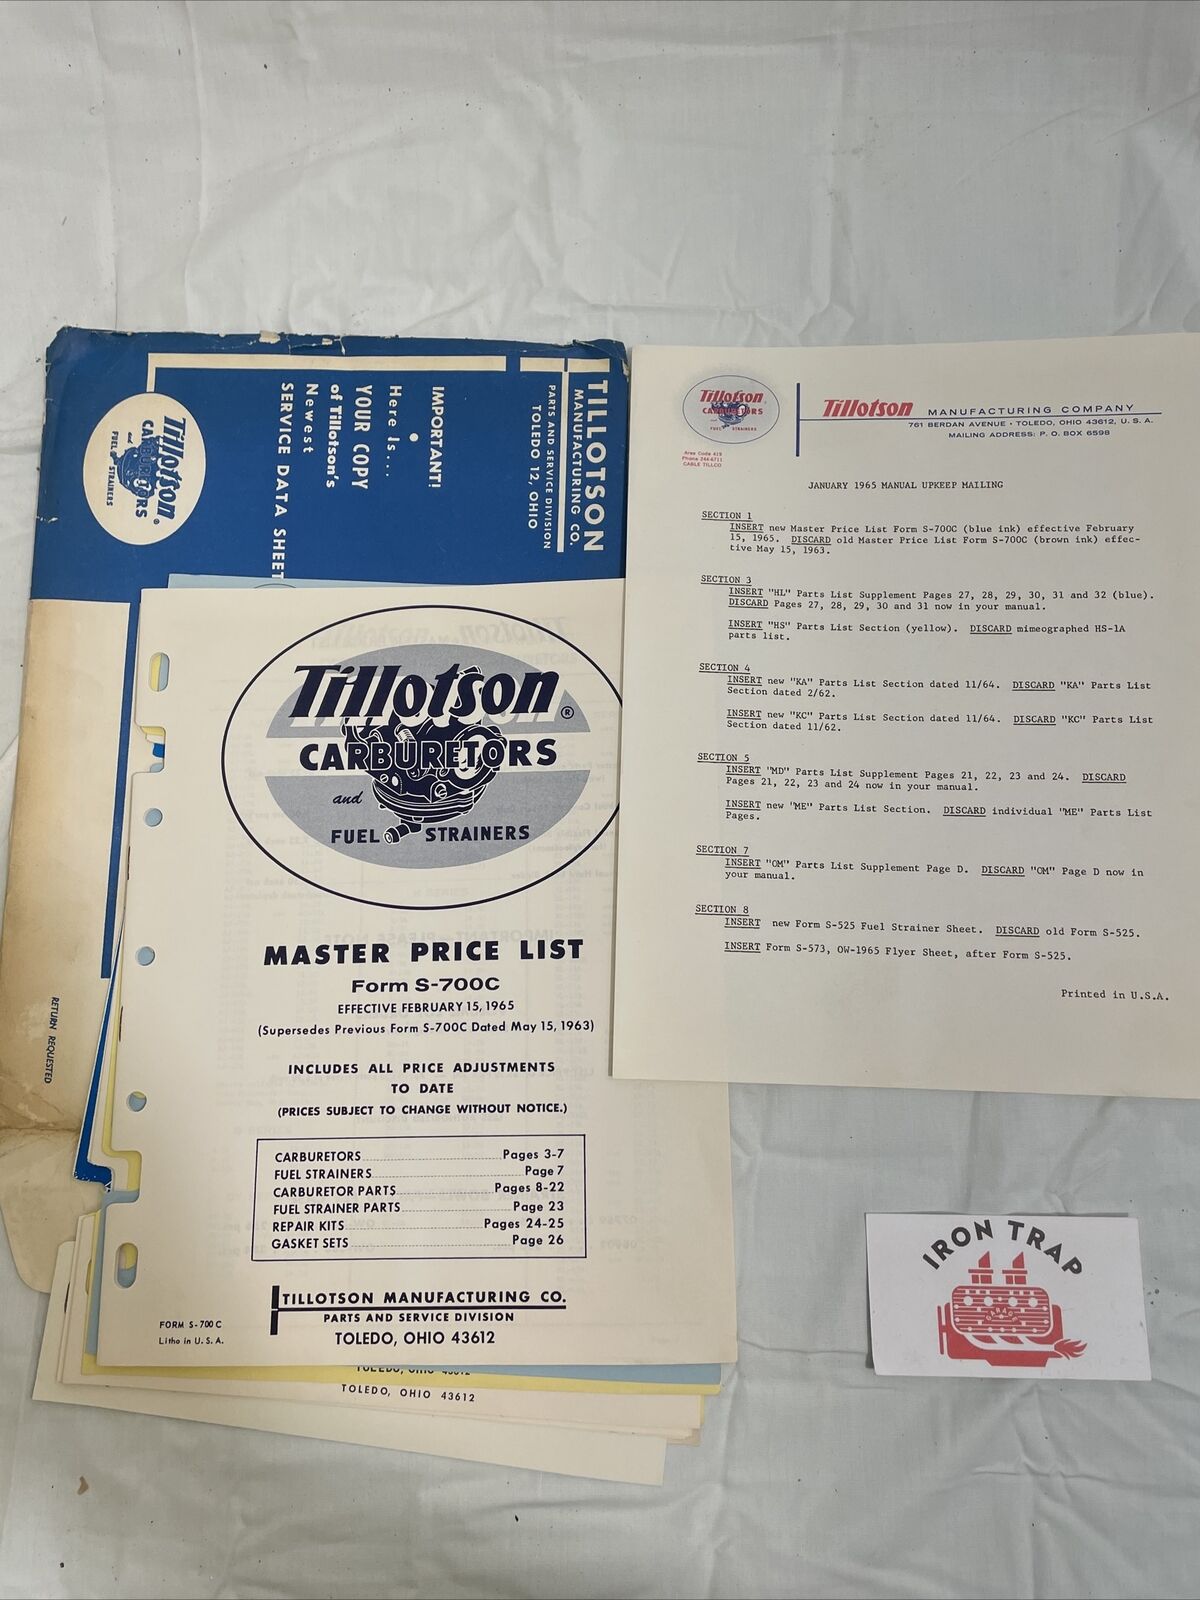 TILLOTSON
MANUFACTURING CO.
PARTS AND SERVICE DIVISION
TOLEDO 12, OHIO
IMPORTANT!
Here Is...
YOUR COPY
of Tillotson's
Newest
SERVICE DATA SHEET
Tillotson®
CARBURETORS
and
FUEL STRAINERS
RETURN REQUESTED
Tillotson®
CARBURETORS
and
FUEL STRAINERS
MASTER PRICE LIST
Form S-700C
EFFECTIVE FEBRUARY 15, 1965
(Supersedes Previous Form S-700C Dated May 15, 1963)
INCLUDES ALL PRICE ADJUSTMENTS
TO DATE
(PRICES SUBJECT TO CHANGE WITHOUT NOTICE.)
CARBURETORS Pages 3-7
FUEL STRAINERS Page 7
CARBURETOR PARTS Pages 8-22
FUEL STRAINER PARTS Page 23
REPAIR KITS Pages 24-25
GASKET SETS Page 26
TILLOTSON MANUFACTURING CO.
PARTS AND SERVICE DIVISION
TOLEDO, OHIO 43612
FORM S-700 C
Litho in U.S.A.
TOLEDO, OHIO 43612
TOLEDO, OHIO 43612
Tillotson
CARBURETORS
and
FUEL STRAINERS
Area Code 419
Phone 244-6711
CABLE TILLCO
Tillotson MANUFACTURING COMPANY
761 BERDAN AVENUE • TOLEDO, OHIO 43612, U. S. A.
MAILING ADDRESS: P. O. BOX 6598
JANUARY 1965 MANUAL UPKEEP MAILING
SECTION 1
INSERT new Master Price List Form S-700C (blue ink) effective February
15, 1965. DISCARD old Master Price List Form S-700C (brown ink) effec-
tive May 15, 1963.
SECTION 3
INSERT "HL" Parts List Supplement Pages 27, 28, 29, 30, 31 and 32 (blue).
DISCARD Pages 27, 28, 29, 30 and 31 now in your manual.
INSERT "HS" Parts List Section (yellow). DISCARD mimeographed HS-1A
parts list.
SECTION 4
INSERT new "KA" Parts List Section dated 11/64. DISCARD "KA" Parts List
Section dated 2/62.
INSERT new "KC" Parts List Section dated 11/64. DISCARD "KC" Parts List
Section dated 11/62.
SECTION 5
INSERT "MD" Parts List Supplement Pages 21, 22, 23 and 24. DISCARD
Pages 21, 22, 23 and 24 now in your manual.
INSERT new "ME" Parts List Section. DISCARD individual "ME" Parts List
Pages.
SECTION 7
INSERT "OM" Parts List Supplement Page D. DISCARD "OM" Page D now in
your manual.
SECTION 8
INSERT new Form S-525 Fuel Strainer Sheet. DISCARD old Form S-525.
INSERT Form S-573, OW-1965 Flyer Sheet, after Form S-525.
Printed in U.S.A.
IRON TRAP
GARAGE